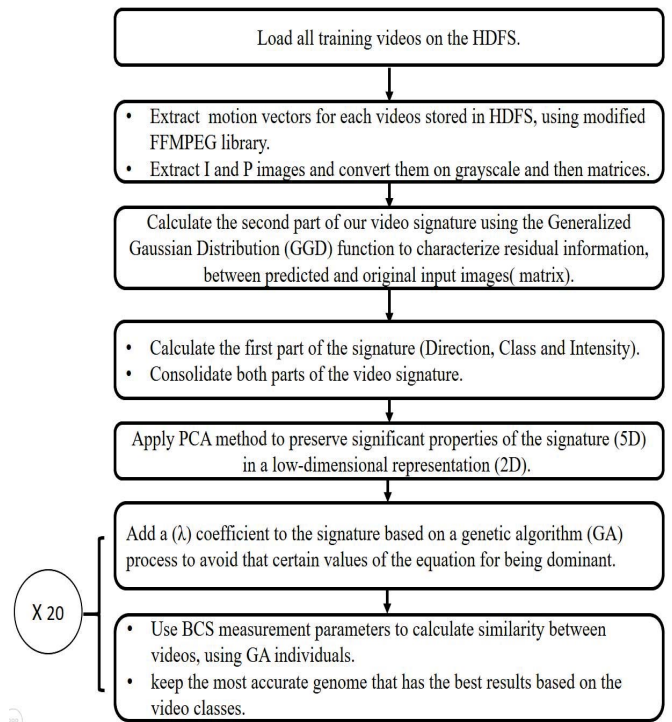 Load all training videos on the HDFS.
• Extract motion vectors for each videos stored in HDFS, using modified
FFMPEG library.
• Extract I and P images and convert them on grayscale and then matrices.
Calculate the second part of our video signature using the Generalized
Gaussian Distribution (GGD) function to characterize residual information,
between predicted and original input images( matrix).
• Calculate the first part of the signature (Direction, Class and Intensity).
• Consolidate both parts of the video signature.
Apply PCA method to preserve significant properties of the signature (5D)
in a low-dimensional representation (2D).
Add a (λ) coefficient to the signature based on a genetic algorithm (GA)
process to avoid that certain values of the equation for being dominant.
X 20
• Use BCS measurement parameters to calculate similarity between
videos, using GA individuals.
• keep the most accurate genome that has the best results based on the
video classes.